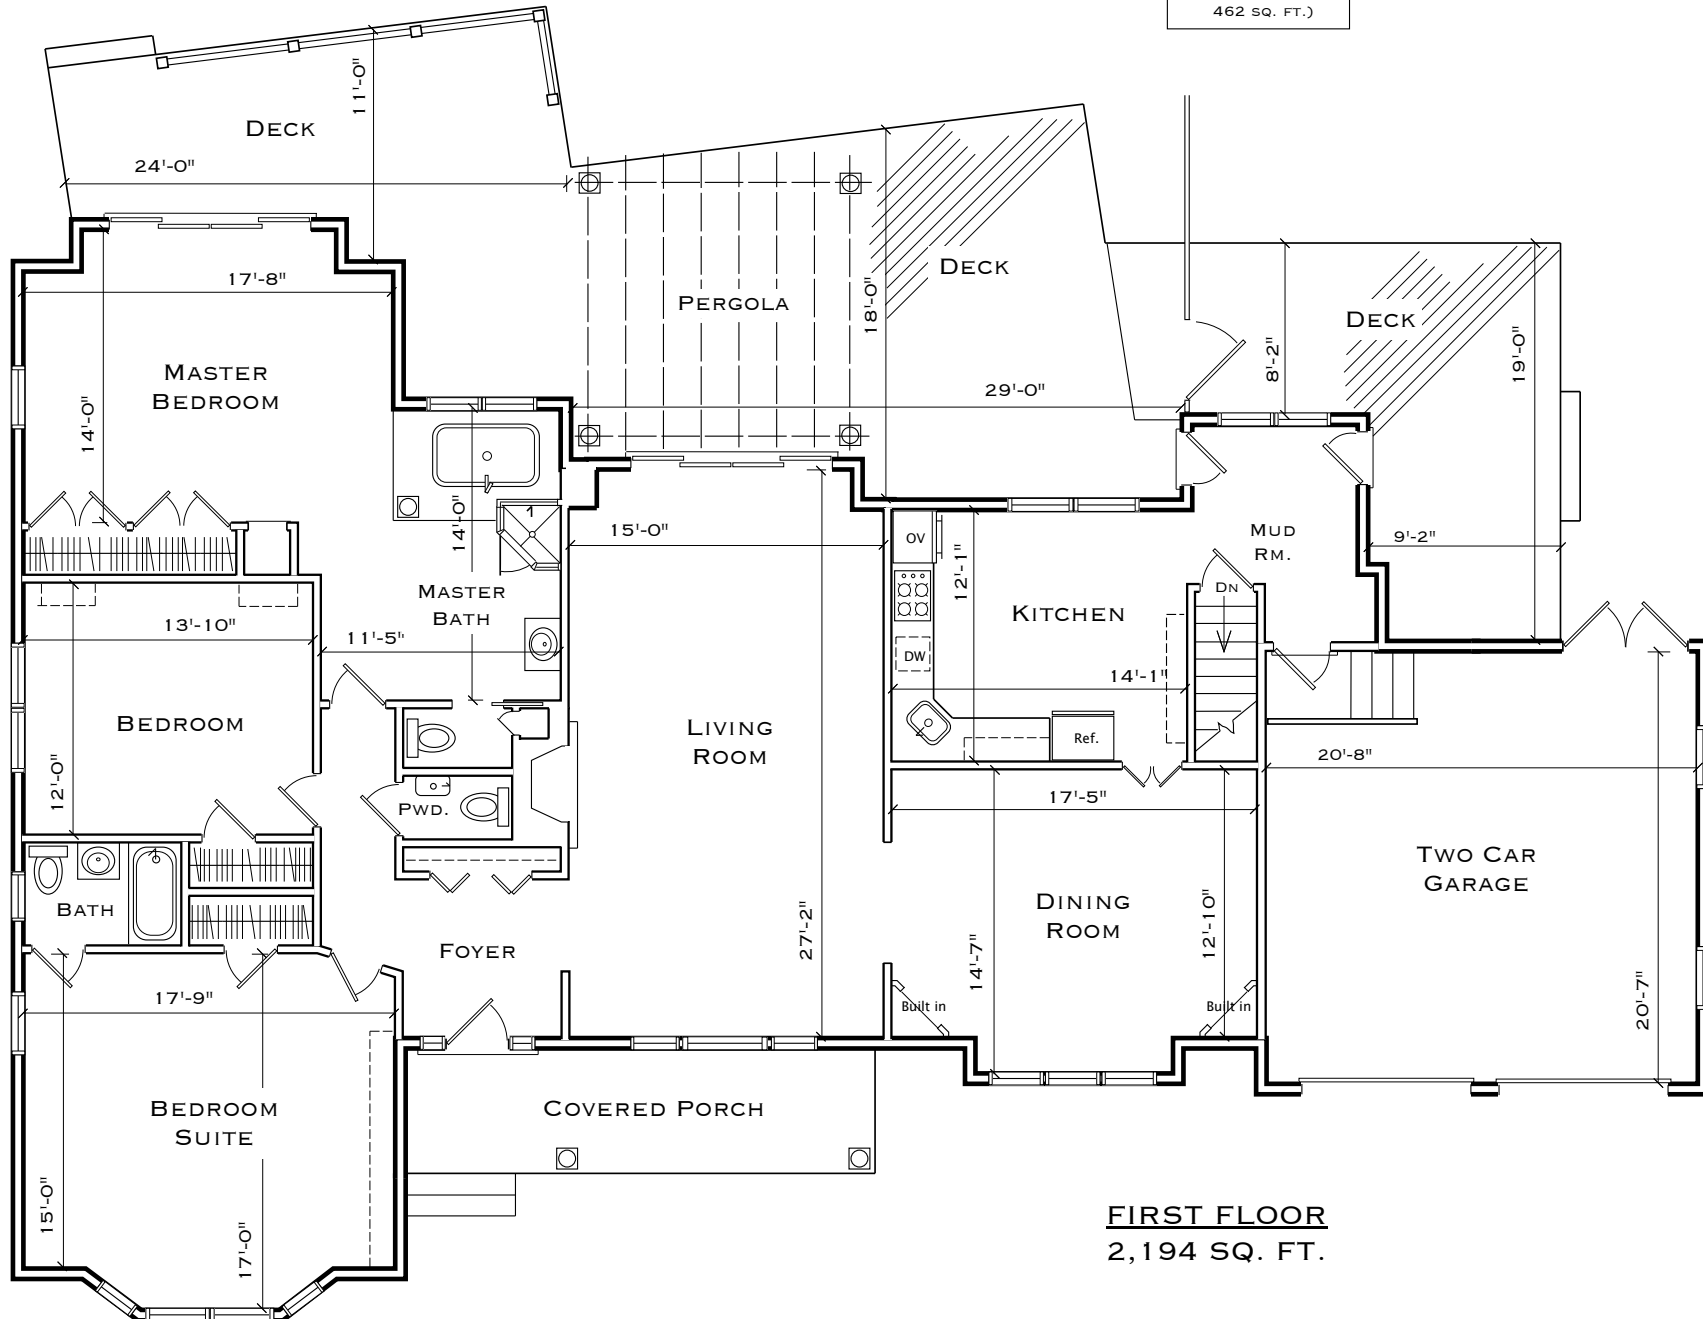 462 SQ. FT.)
11'-0"
DECK
24'-0"
17'-8"
MASTER
BEDROOM
14'-0"
PERGOLA
18'-0"
DECK
29'-0"
8'-2"
DECK
19'-0"
9'-2"
14'-0"
1
MASTER
BATH
11'-5"
15'-0"
OV
12'-1"
KITCHEN
DW
14'-1"
Ref.
MUD
RM.
DN
13'-10"
BEDROOM
12'-0"
PWD.
LIVING
ROOM
27'-2"
20'-8"
TWO CAR
GARAGE
20'-7"
17'-5"
DINING
ROOM
14'-7"
12'-10"
Built in
Built in
BATH
FOYER
17'-9"
BEDROOM
SUITE
15'-0"
17'-0"
COVERED PORCH
FIRST FLOOR
2,194 SQ. FT.